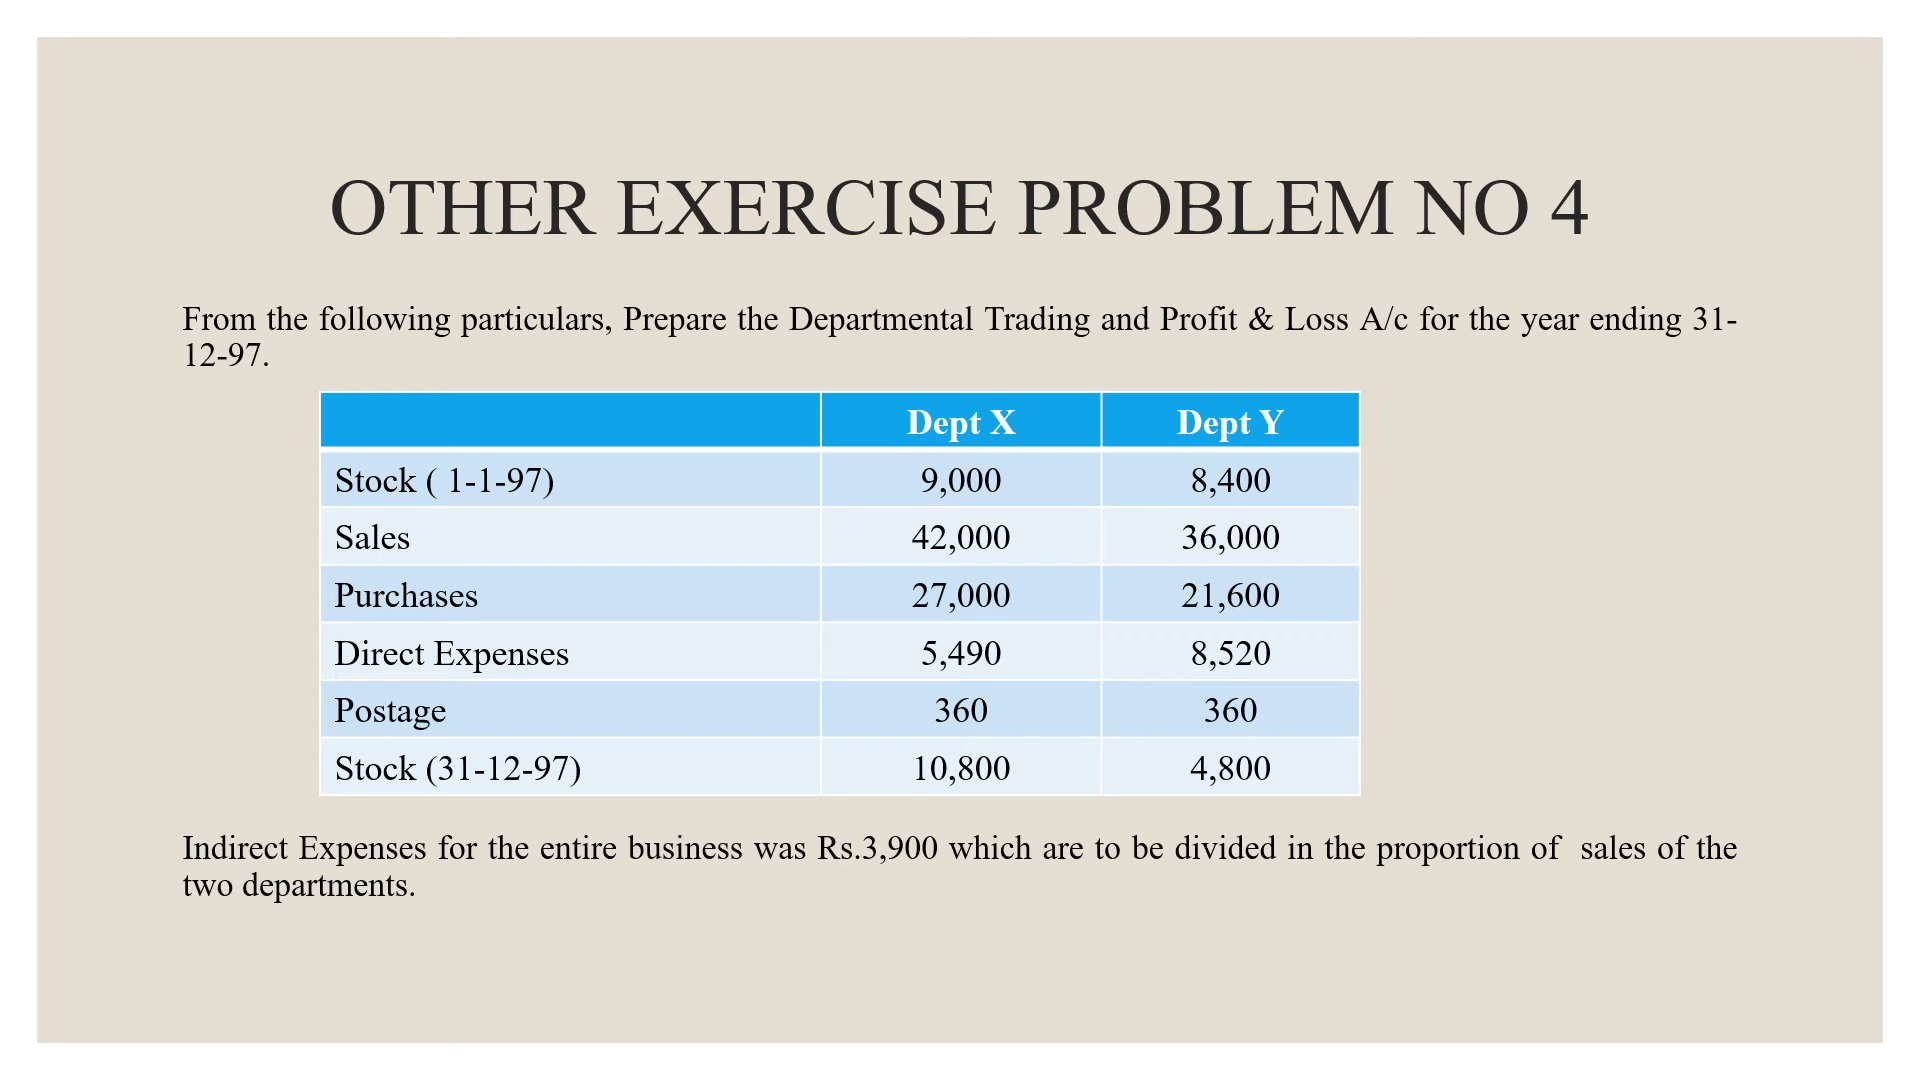 OTHER EXERCISE PROBLEM NO 4
From the following particulars, Prepare the Departmental Trading and Profit & Loss A/c for the year ending 31-
12-97.
Dept X Dept Y
Stock ( 1-1-97) 9,000 8,400
Sales 42,000 36,000
Purchases 27,000 21,600
Direct Expenses 5,490 8,520
Postage 360 360
Stock (31-12-97) 10,800 4,800
Indirect Expenses for the entire business was Rs.3,900 which are to be divided in the proportion of  sales of the
two departments.